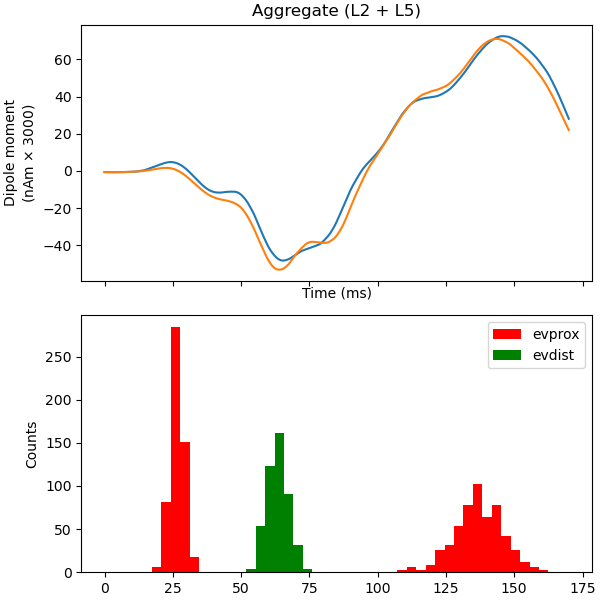 Aggregate (L2 + L5)
Dipole moment
(nAm × 3000)
60
40
20
0
−20
−40
Time (ms)
Counts
250
200
150
100
50
0
evprox
evdist
0 25 50 75 100 125 150 175